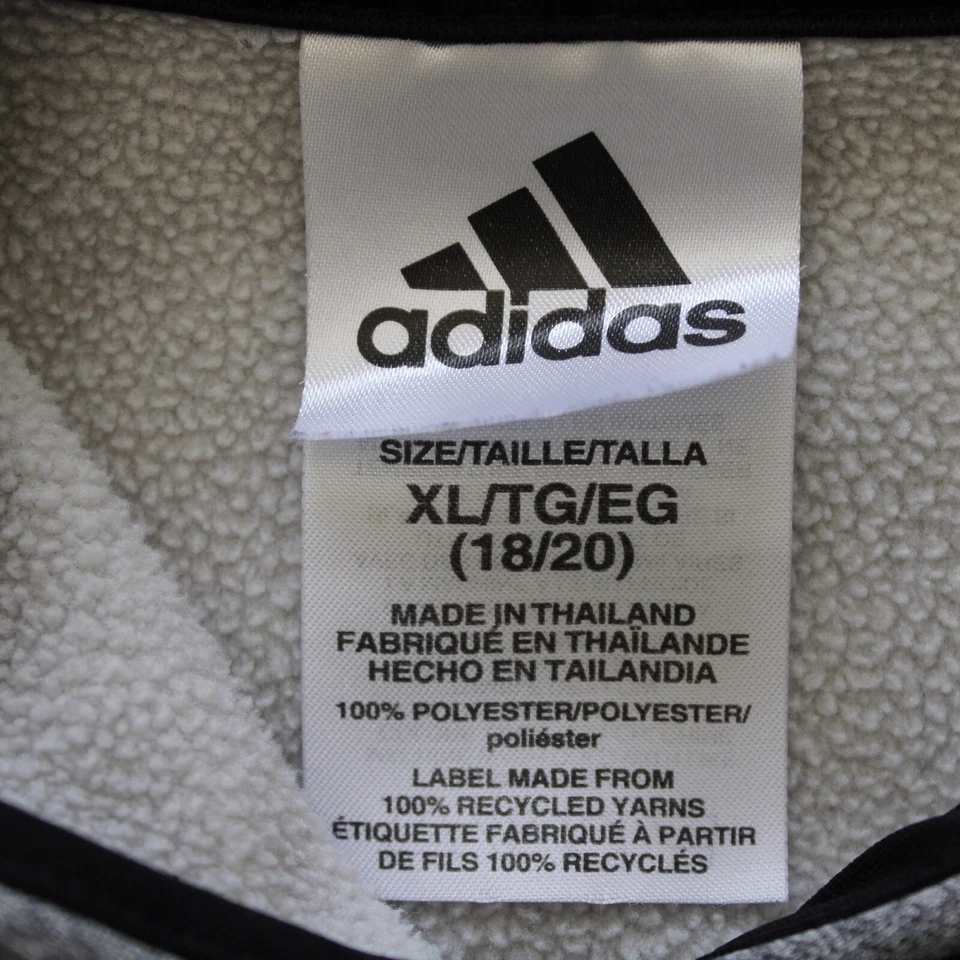 adidas
SIZE/TAILLE/TALLA
XL/TG/EG
(18/20)
MADE IN THAILAND
FABRIQUÉ EN THAÏLANDE
HECHO EN TAILANDIA
100% POLYESTER/POLYESTER/
poliéster
LABEL MADE FROM
100% RECYCLED YARNS
ÉTIQUETTE FABRIQUÉ À PARTIR
DE FILS 100% RECYCLÉS